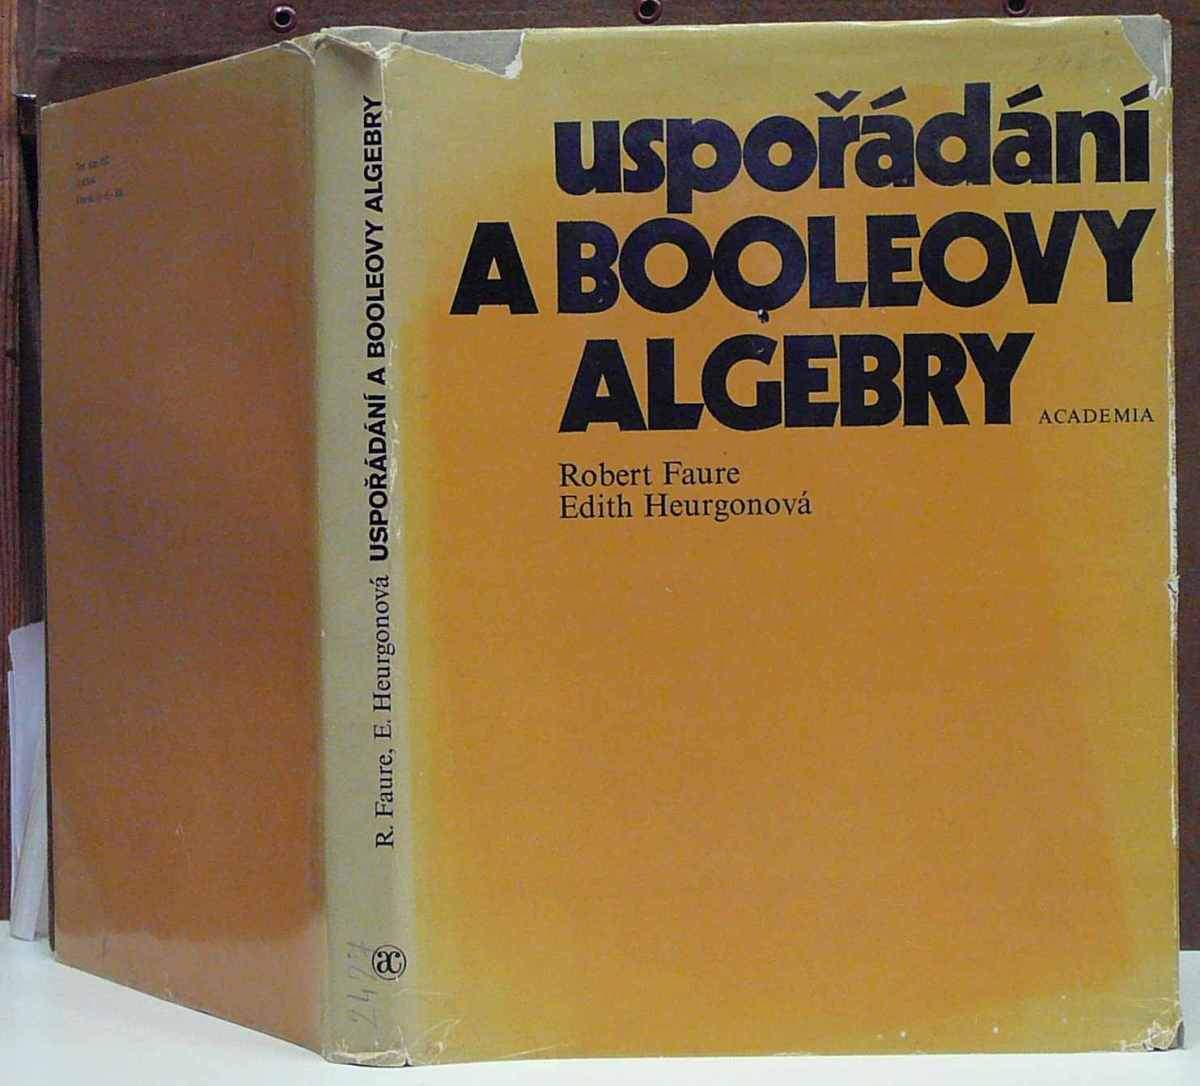 uspořádání
A BOOLEOVY
ALGEBRY
ACADEMIA
Robert Faure
Edith Heurgonová
R. Faure, E. Heurgonová USPOŘÁDÁNÍ A BOOLEOVY ALGEBRY